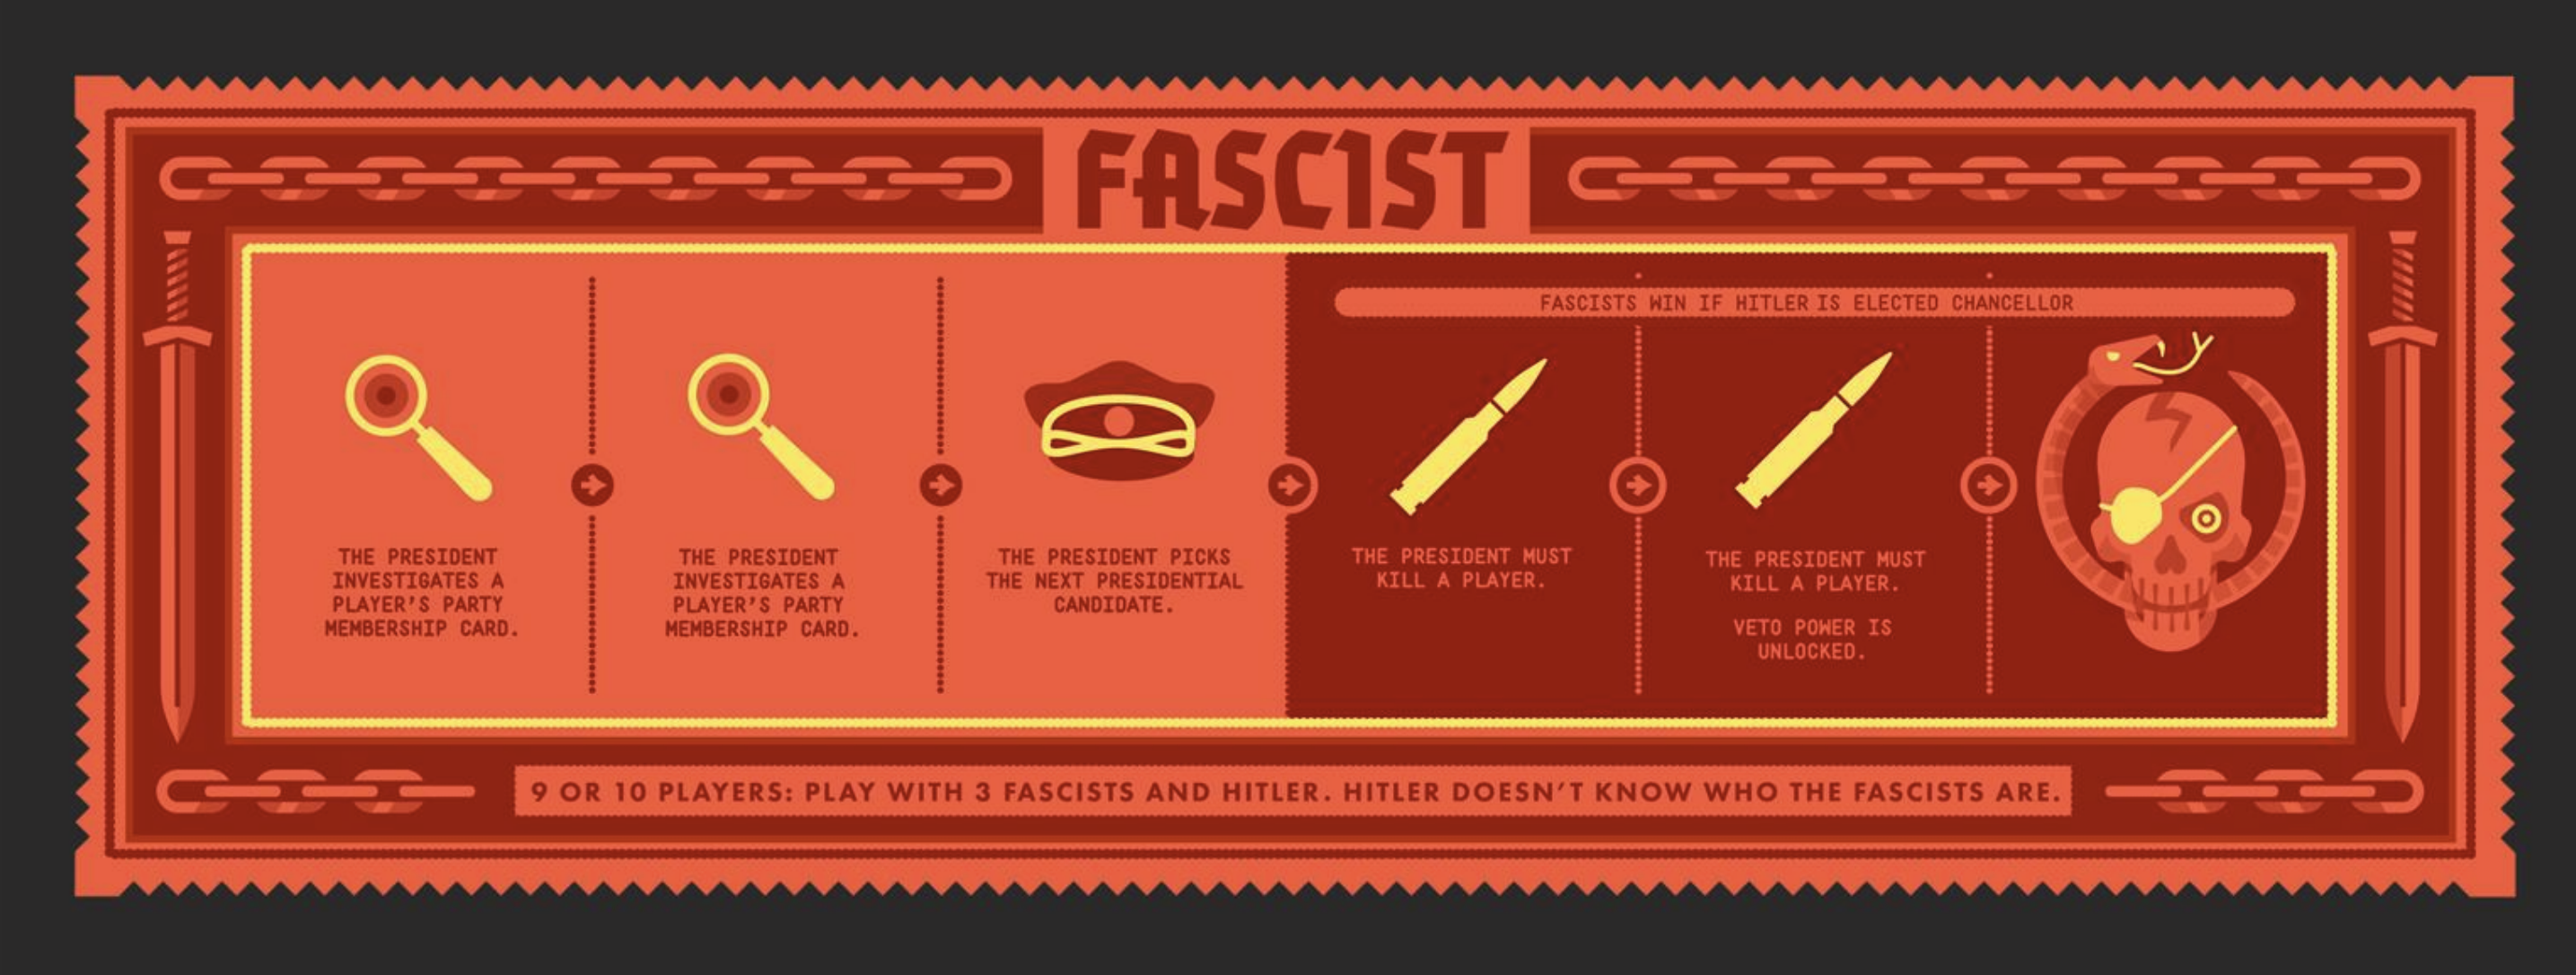 FASCIST
FASCISTS WIN IF HITLER IS ELECTED CHANCELLOR
THE PRESIDENT
INVESTIGATES A
PLAYER'S PARTY
MEMBERSHIP CARD.
THE PRESIDENT
INVESTIGATES A
PLAYER'S PARTY
MEMBERSHIP CARD.
THE PRESIDENT PICKS
THE NEXT PRESIDENTIAL
CANDIDATE.
THE PRESIDENT MUST
KILL A PLAYER.
THE PRESIDENT MUST
KILL A PLAYER.
VETO POWER IS
UNLOCKED.
9 OR 10 PLAYERS: PLAY WITH 3 FASCISTS AND HITLER. HITLER DOESN'T KNOW WHO THE FASCISTS ARE.